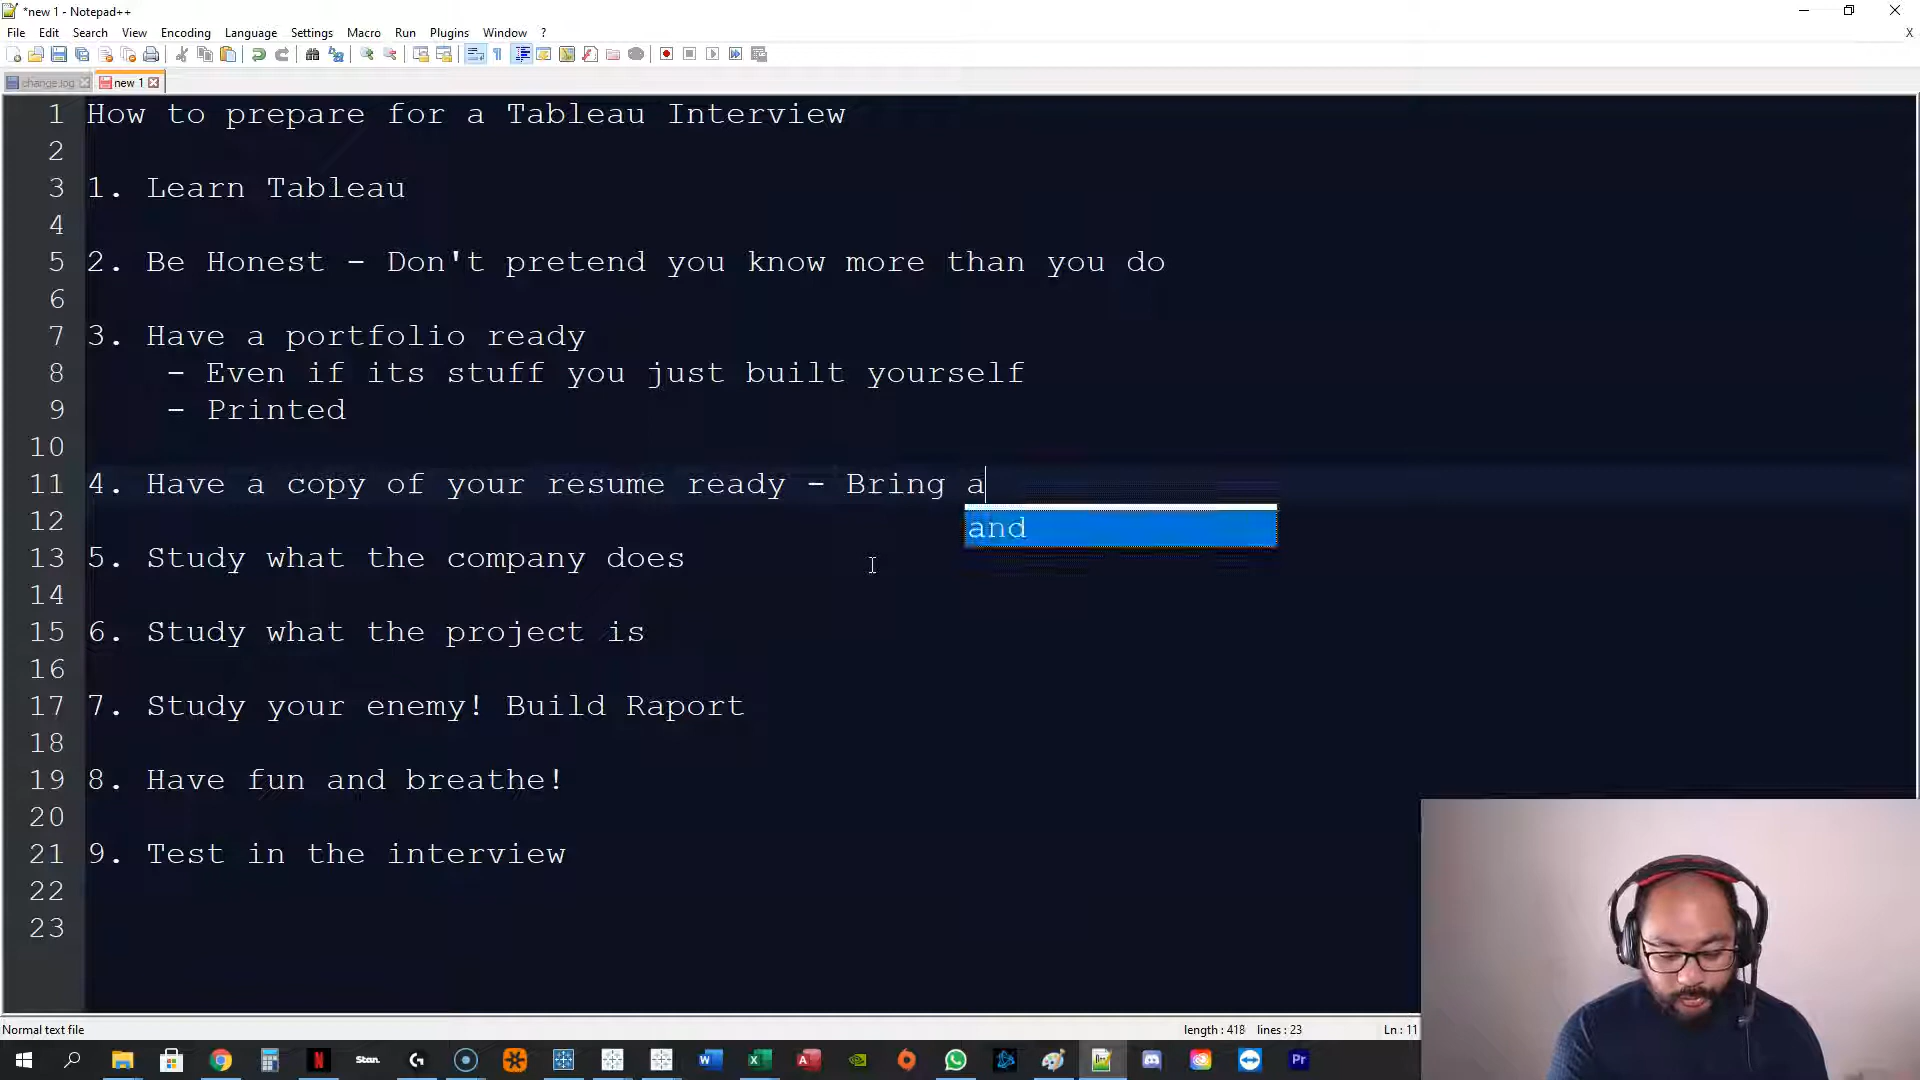 *new 1 - Notepad++
File Edit Search View Encoding Language Settings Macro Run Plugins Window ? X
change.log new 1
1 How to prepare for a Tableau Interview
2
3 1. Learn Tableau
4
5 2. Be Honest - Don't pretend you know more than you do
6
7 3. Have a portfolio ready
8 - Even if its stuff you just built yourself
9 - Printed
10
11 4. Have a copy of your resume ready - Bring a
and
12
13 5. Study what the company does
14
15 6. Study what the project is
16
17 7. Study your enemy! Build Raport
18
19 8. Have fun and breathe!
20
21 9. Test in the interview
22
23
Normal text file length : 418 lines : 23 Ln : 11
Stan. Pr